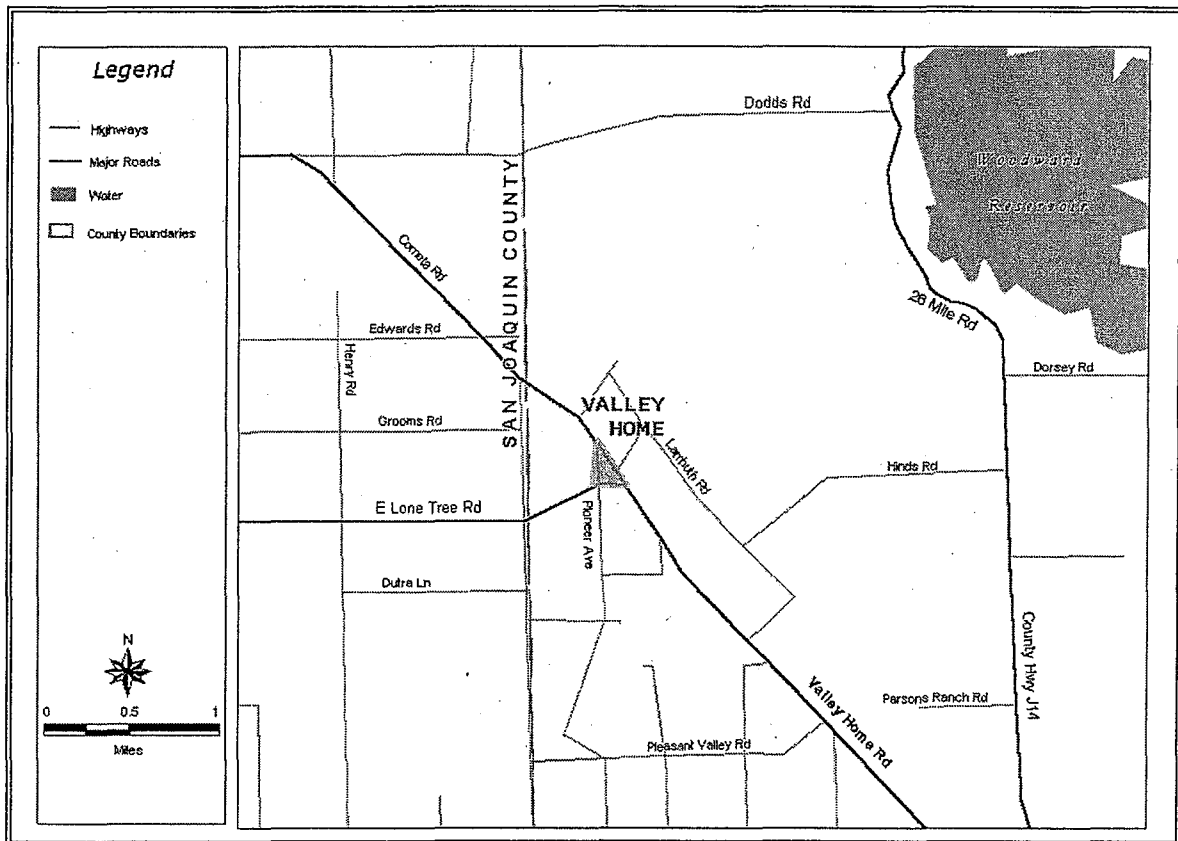 Legend
Highways
Major Roads
Water
County Boundaries
N
0 0.5 1
Miles
Dodds Rd
Woodward
Reservoir
SAN JOAQUIN COUNTY
Cometa Rd
28 Mile Rd
Edwards Rd
Henry Rd
Dorsey Rd
VALLEY
HOME
Grooms Rd
Lambuth Rd
Hinds Rd
E Lone Tree Rd
Pioneer Ave
Dutra Ln
County Hwy J14
Valley Home Rd
Parsons Ranch Rd
Pleasant Valley Rd